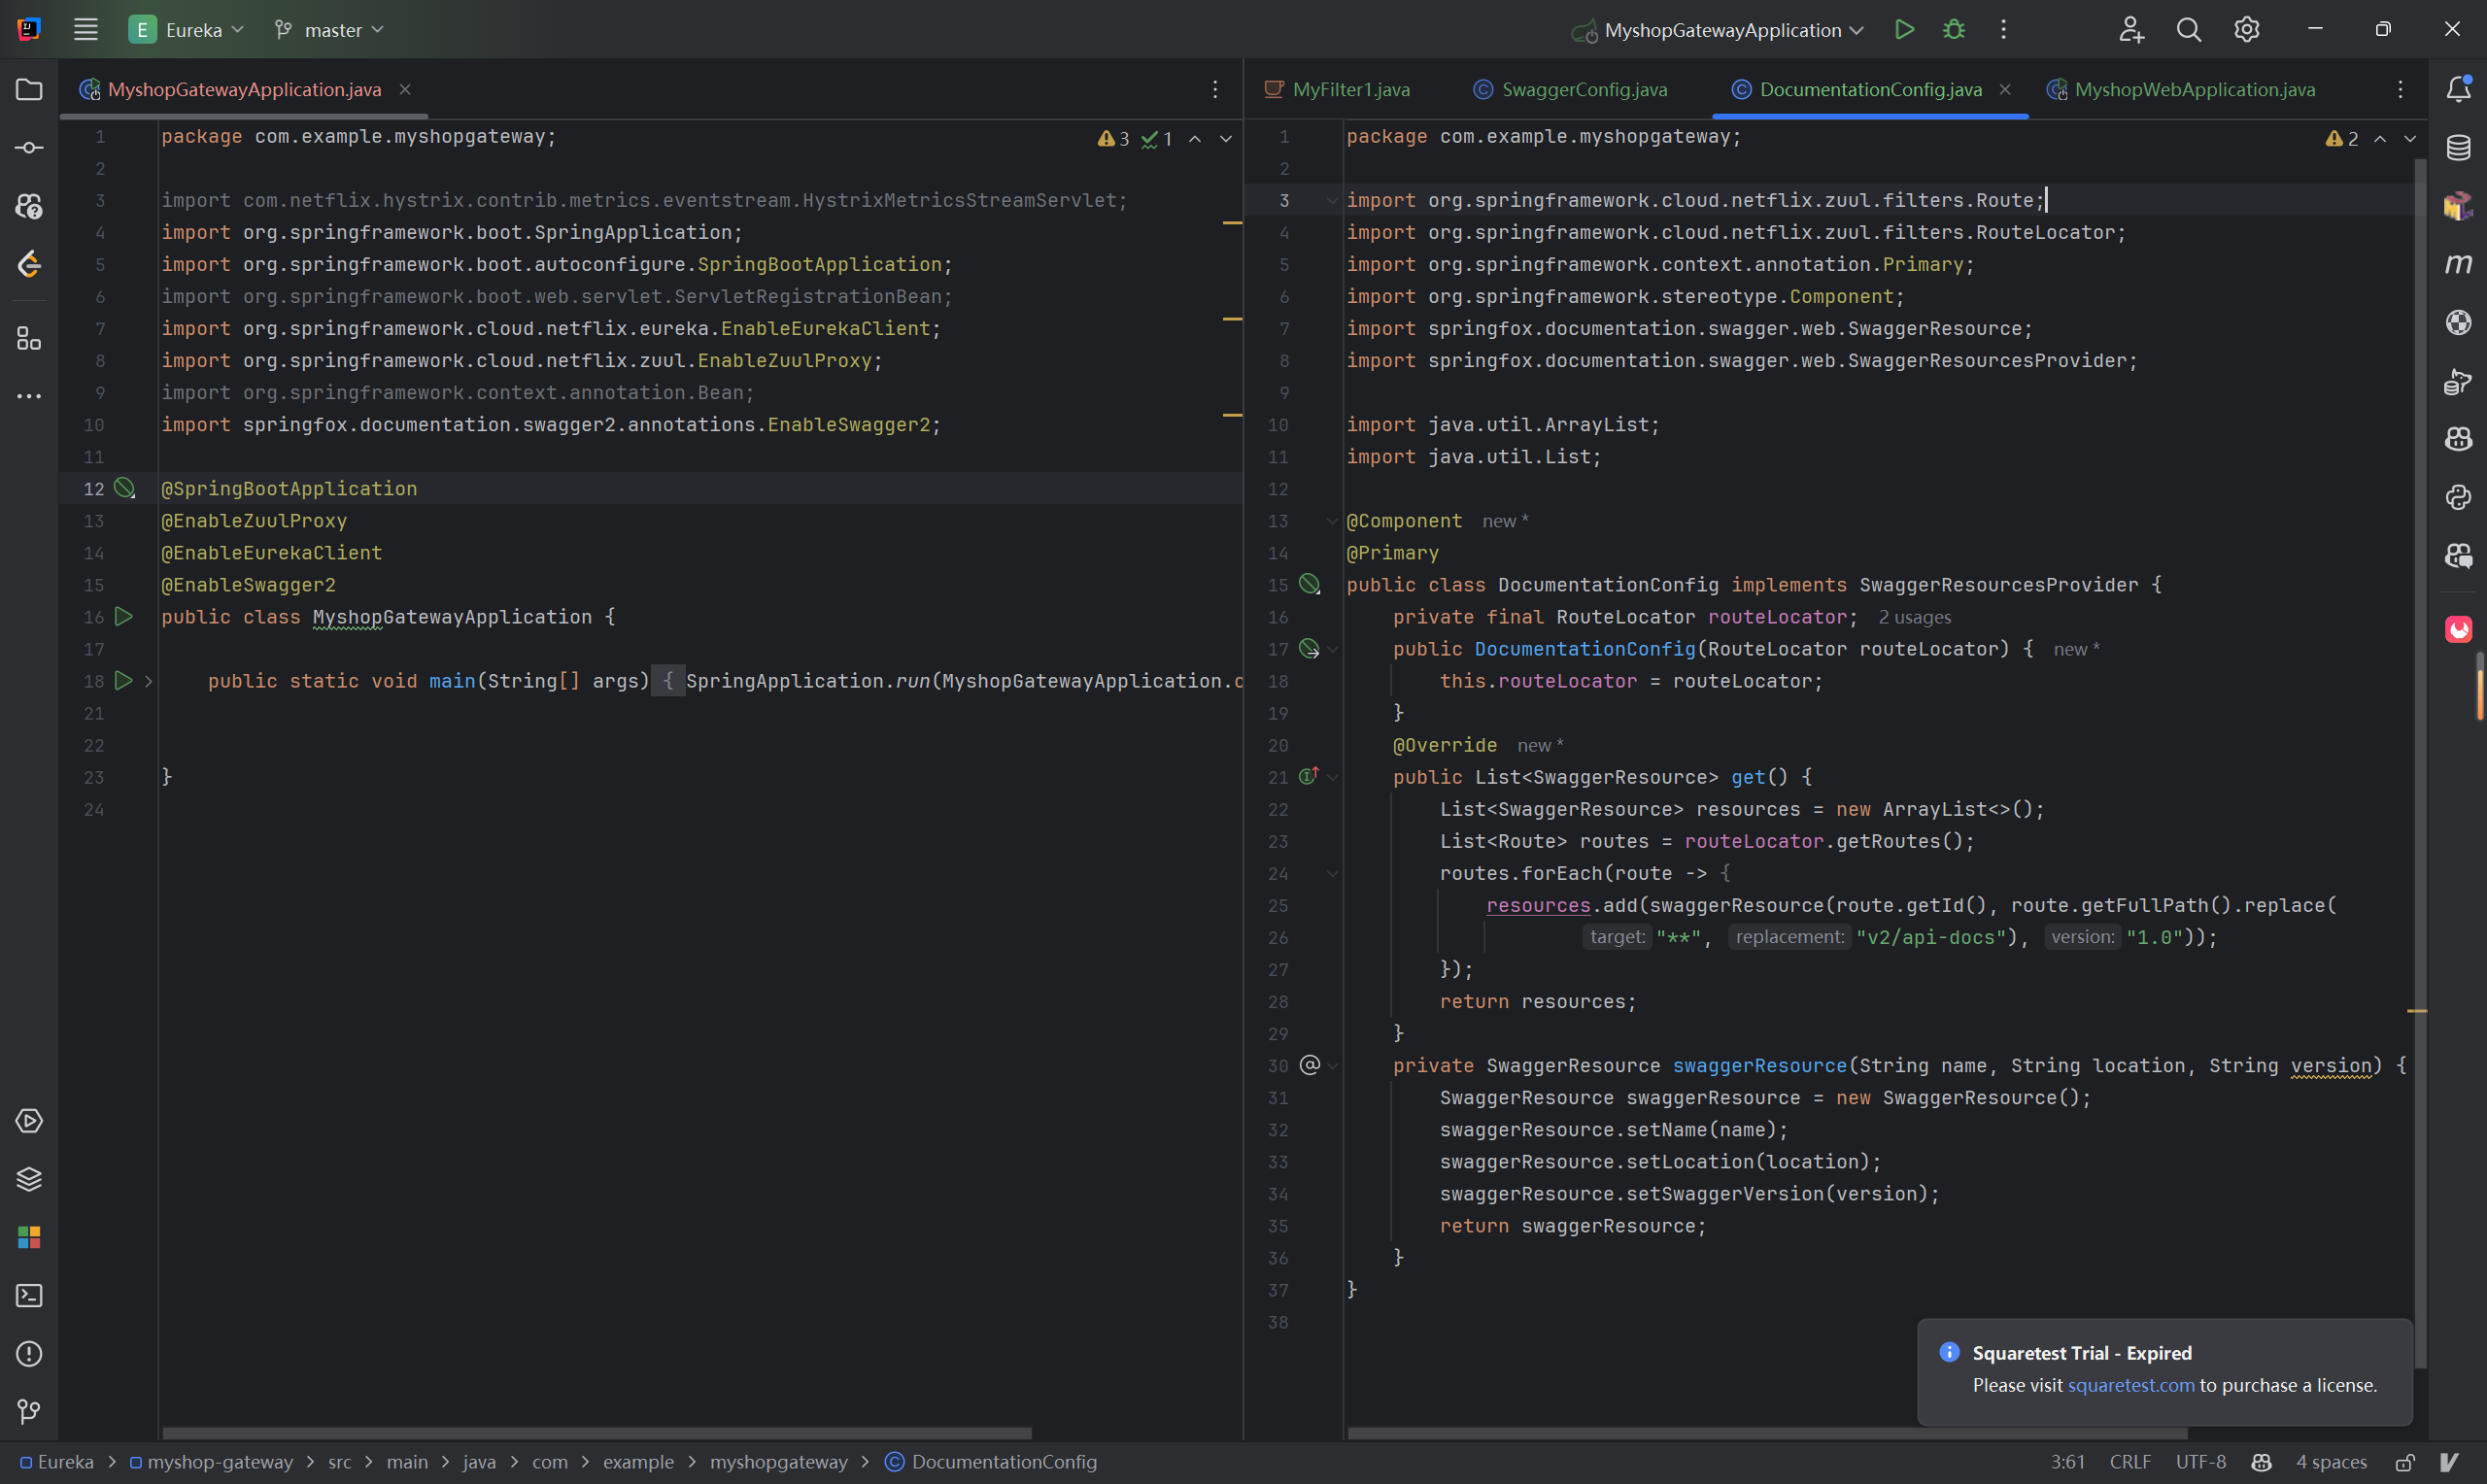 E Eureka master MyshopGatewayApplication
MyshopGatewayApplication.java
MyFilter1.java SwaggerConfig.java DocumentationConfig.java MyshopWebApplication.java
3 1
1 package com.example.myshopgateway;
2
3 import com.netflix.hystrix.contrib.metrics.eventstream.HystrixMetricsStreamServlet;
4 import org.springframework.boot.SpringApplication;
5 import org.springframework.boot.autoconfigure.SpringBootApplication;
6 import org.springframework.boot.web.servlet.ServletRegistrationBean;
7 import org.springframework.cloud.netflix.eureka.EnableEurekaClient;
8 import org.springframework.cloud.netflix.zuul.EnableZuulProxy;
9 import org.springframework.context.annotation.Bean;
10 import springfox.documentation.swagger2.annotations.EnableSwagger2;
11
12 @SpringBootApplication
13 @EnableZuulProxy
14 @EnableEurekaClient
15 @EnableSwagger2
16 public class MyshopGatewayApplication {
17
18 public static void main(String[] args) { SpringApplication.run(MyshopGatewayApplication.c
21
22
23 }
24
2
1 package com.example.myshopgateway;
2
3 import org.springframework.cloud.netflix.zuul.filters.Route;
4 import org.springframework.cloud.netflix.zuul.filters.RouteLocator;
5 import org.springframework.context.annotation.Primary;
6 import org.springframework.stereotype.Component;
7 import springfox.documentation.swagger.web.SwaggerResource;
8 import springfox.documentation.swagger.web.SwaggerResourcesProvider;
9
10 import java.util.ArrayList;
11 import java.util.List;
12
13 @Component new *
14 @Primary
15 public class DocumentationConfig implements SwaggerResourcesProvider {
16 private final RouteLocator routeLocator; 2 usages
17 public DocumentationConfig(RouteLocator routeLocator) { new *
18 this.routeLocator = routeLocator;
19 }
20 @Override new *
21 public List<SwaggerResource> get() {
22 List<SwaggerResource> resources = new ArrayList<>();
23 List<Route> routes = routeLocator.getRoutes();
24 routes.forEach(route -> {
25 resources.add(swaggerResource(route.getId(), route.getFullPath().replace(
26 target: "**", replacement: "v2/api-docs"), version: "1.0"));
27 });
28 return resources;
29 }
30 private SwaggerResource swaggerResource(String name, String location, String version) {
31 SwaggerResource swaggerResource = new SwaggerResource();
32 swaggerResource.setName(name);
33 swaggerResource.setLocation(location);
34 swaggerResource.setSwaggerVersion(version);
35 return swaggerResource;
36 }
37 }
38
Squaretest Trial - Expired
Please visit squaretest.com to purchase a license.
Eureka > myshop-gateway > src > main > java > com > example > myshopgateway > DocumentationConfig
3:61 CRLF UTF-8 4 spaces